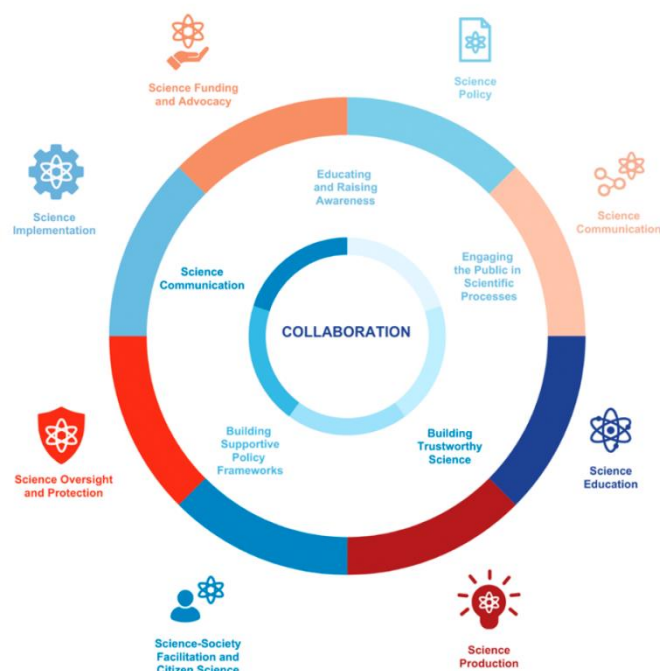 Science Funding
and Advocacy
Science
Policy
Science
Implementation
Educating
and Raising
Awareness
Science
Communication
Science
Communication
Engaging
the Public in
Scientific
Processes
COLLABORATION
Building
Supportive
Policy
Frameworks
Building
Trustworthy
Science
Science Oversight
and Protection
Science
Education
Science-Society
Facilitation and
Citizen Science
Science
Production